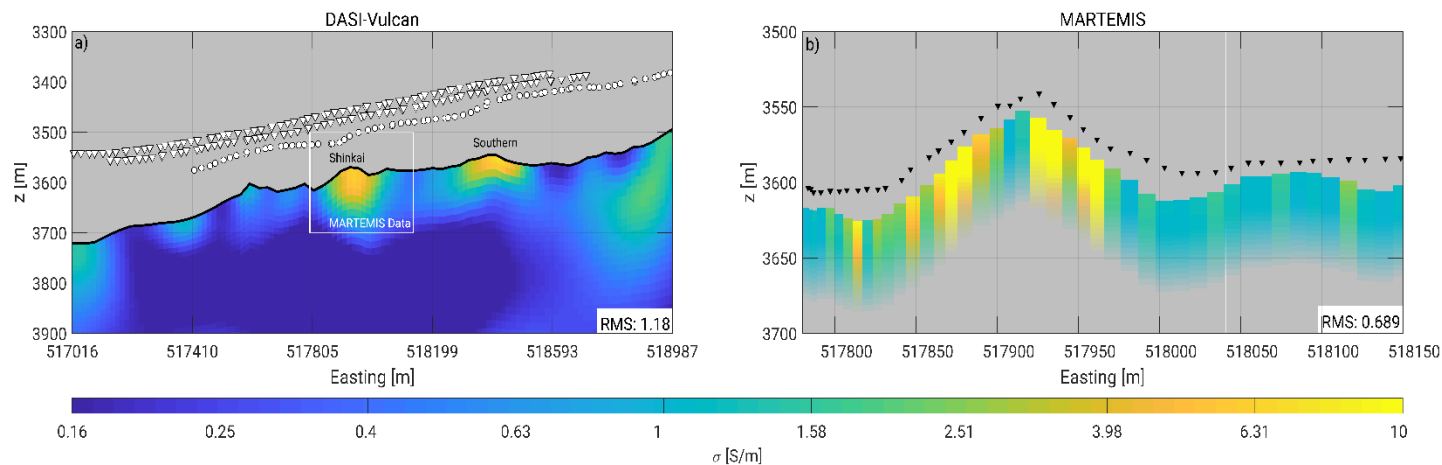 DASI-Vulcan
a)
3300
3400
3500
3600
3700
3800
3900
z [m]
Shinkai
Southern
MARTEMIS Data
RMS: 1.18
517016 517410 517805 518199 518593 518987
Easting [m]
MARTEMIS
b)
3500
3550
3600
3650
3700
z [m]
RMS: 0.689
517800 517850 517900 517950 518000 518050 518100 518150
Easting [m]
0.16 0.25 0.4 0.63 1 1.58 2.51 3.98 6.31 10
σ [S/m]